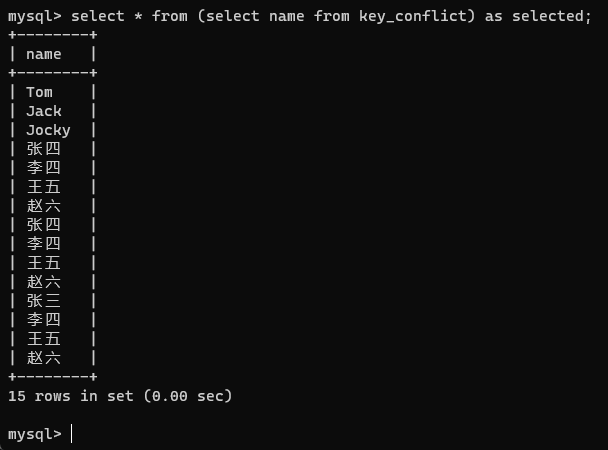 mysql> select * from (select name from key_conflict) as selected;
+--------+
| name   |
+--------+
| Tom    |
| Jack   |
| Jocky  |
| 张四   |
| 李四   |
| 王五   |
| 赵六   |
| 张四   |
| 李四   |
| 王五   |
| 赵六   |
| 张三   |
| 李四   |
| 王五   |
| 赵六   |
+--------+
15 rows in set (0.00 sec)
mysql>